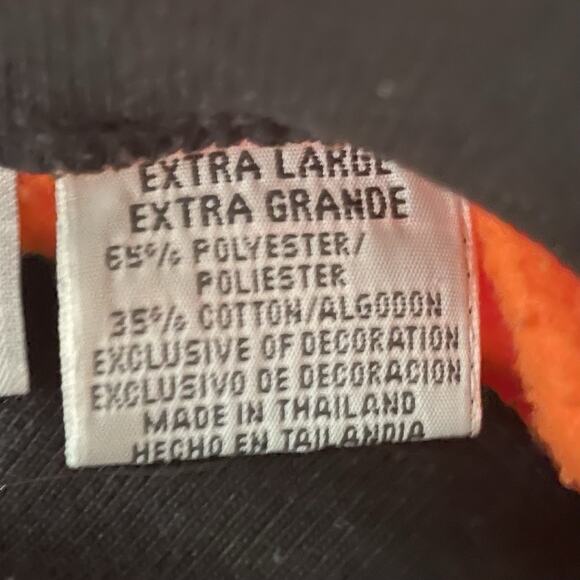 EXTRA LARGE
EXTRA GRANDE
65% POLYESTER/
POLIESTER
35% COTTON/ALGODON
EXCLUSIVE OF DECORATION
EXCLUSIVO DE DECORACION
MADE IN THAILAND
HECHO EN TAILANDIA